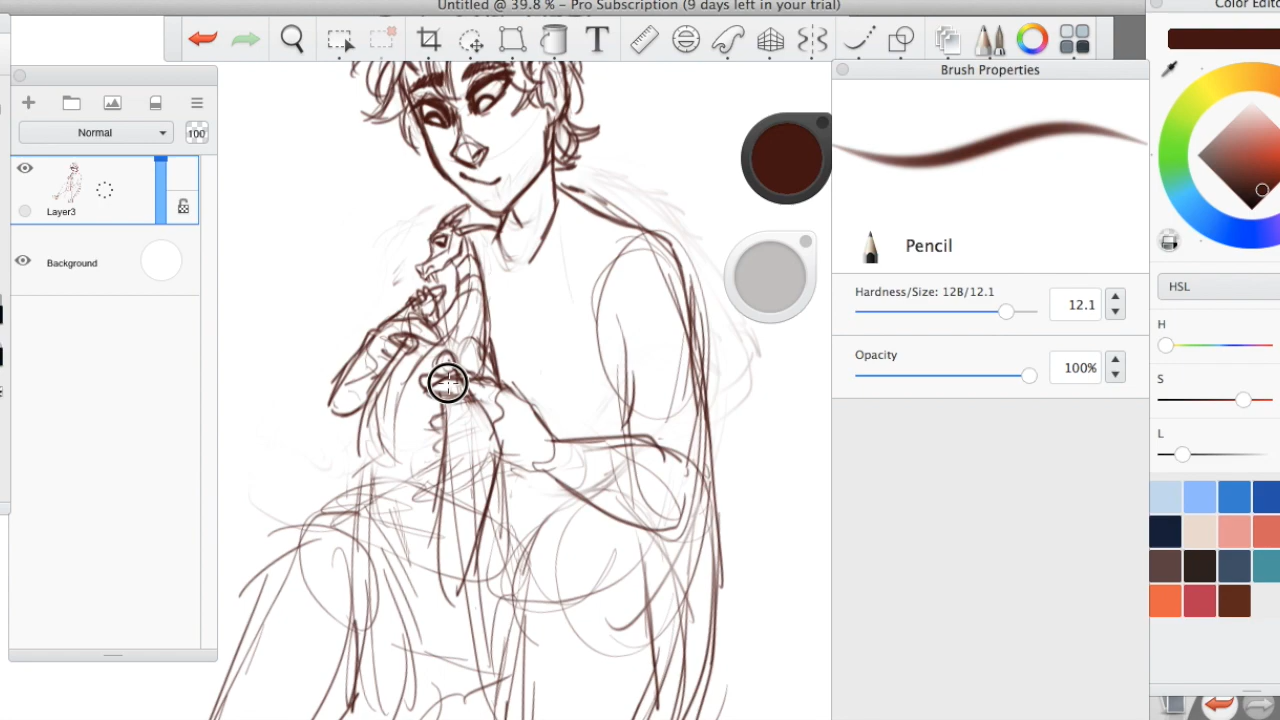 Untitled @ 39.8 % – Pro Subscription (9 days left in your trial)
Color Edito
Brush Properties
Normal
100
Layer3
Background
Pencil
Hardness/Size: 12B/12.1
12.1
Opacity
100%
HSL
H
S
L